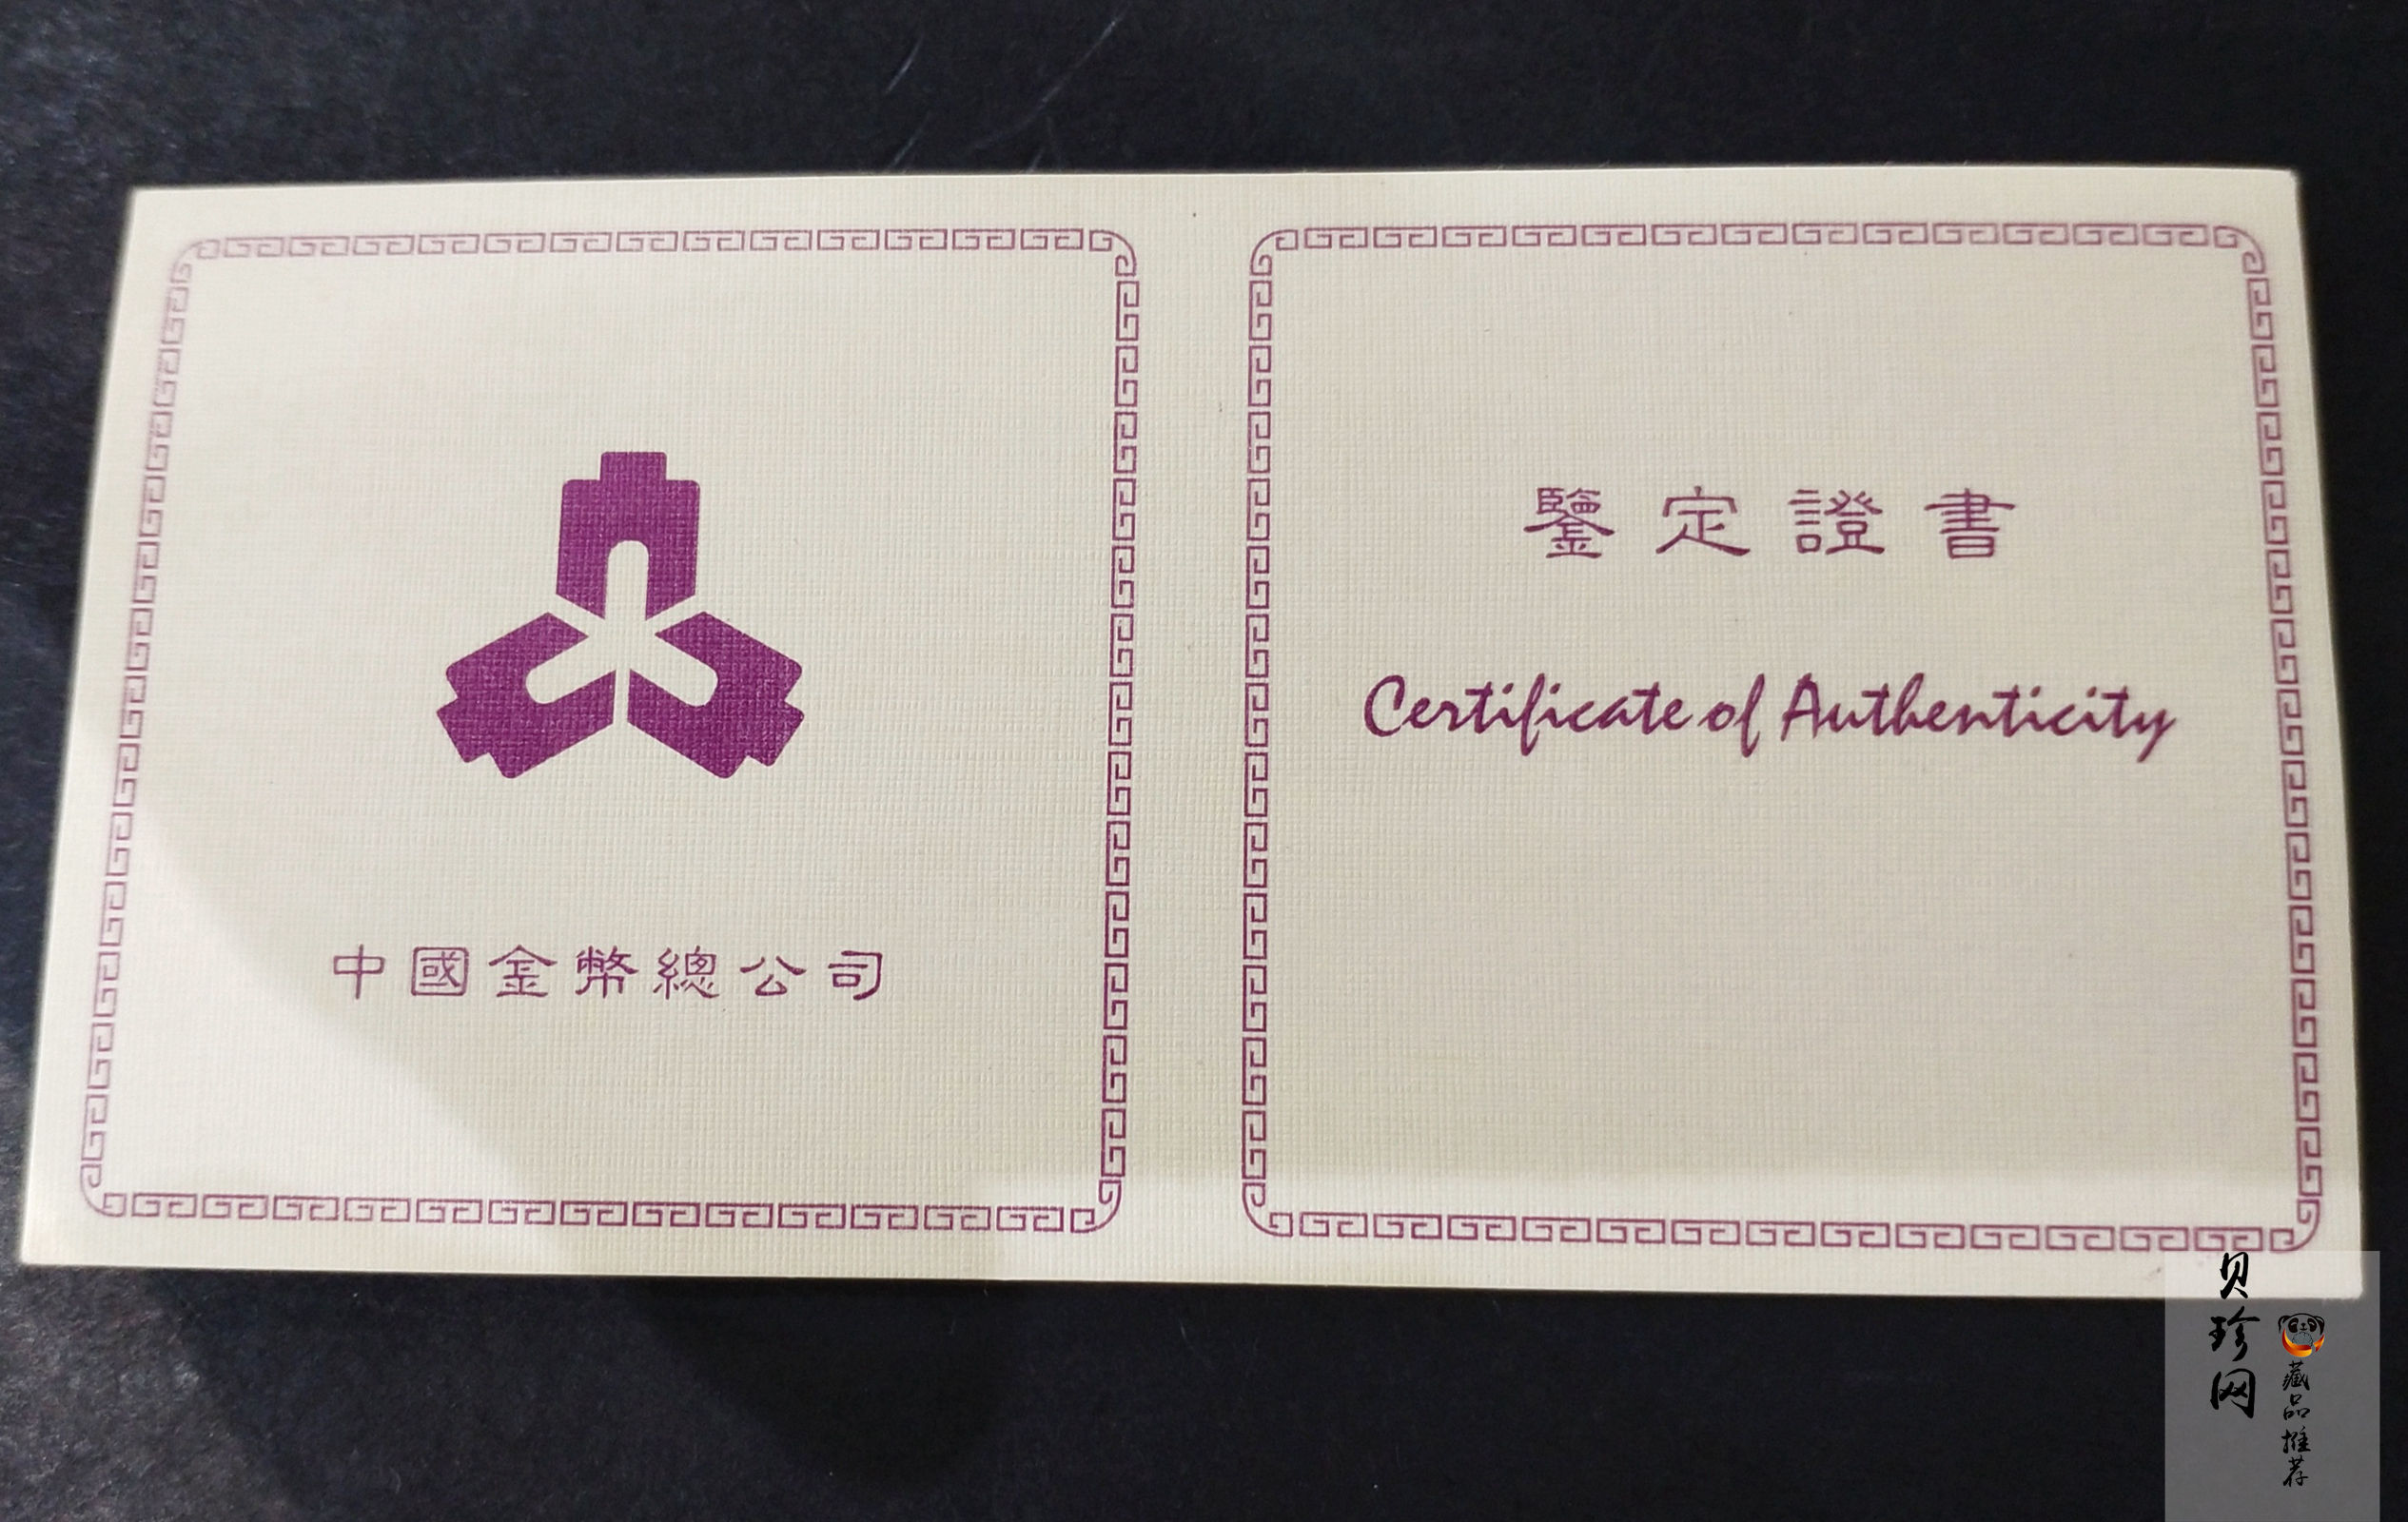 中國金幣總公司
鑒定證書
Certificate of Authenticity
贝珍网
藏品推荐